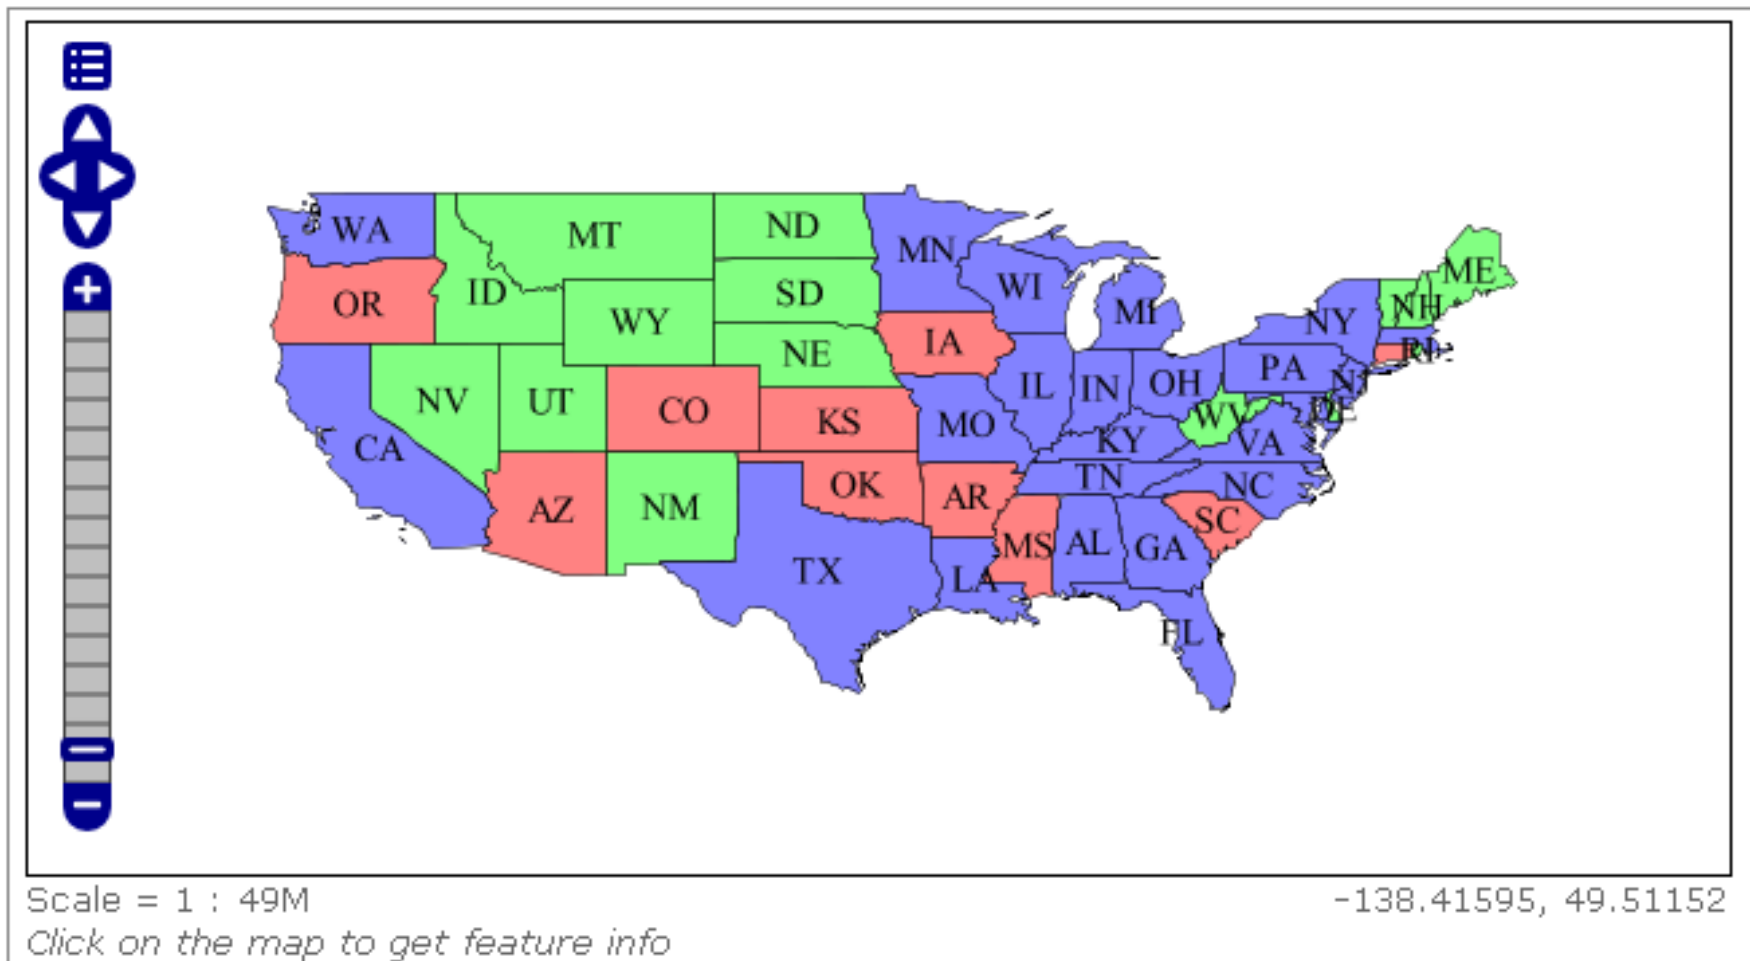 WA
MT
ND
MN
ME
OR
ID
SD
WI
MI
NH
WY
NY
IA
NE
PA
NV
UT
CO
KS
IL
IN
OH
DE
CA
MO
KY
WV
VA
AZ
NM
OK
AR
TN
NC
SC
TX
LA
MS
AL
GA
FL
Scale = 1 : 49M
-138.41595, 49.51152
Click on the map to get feature info